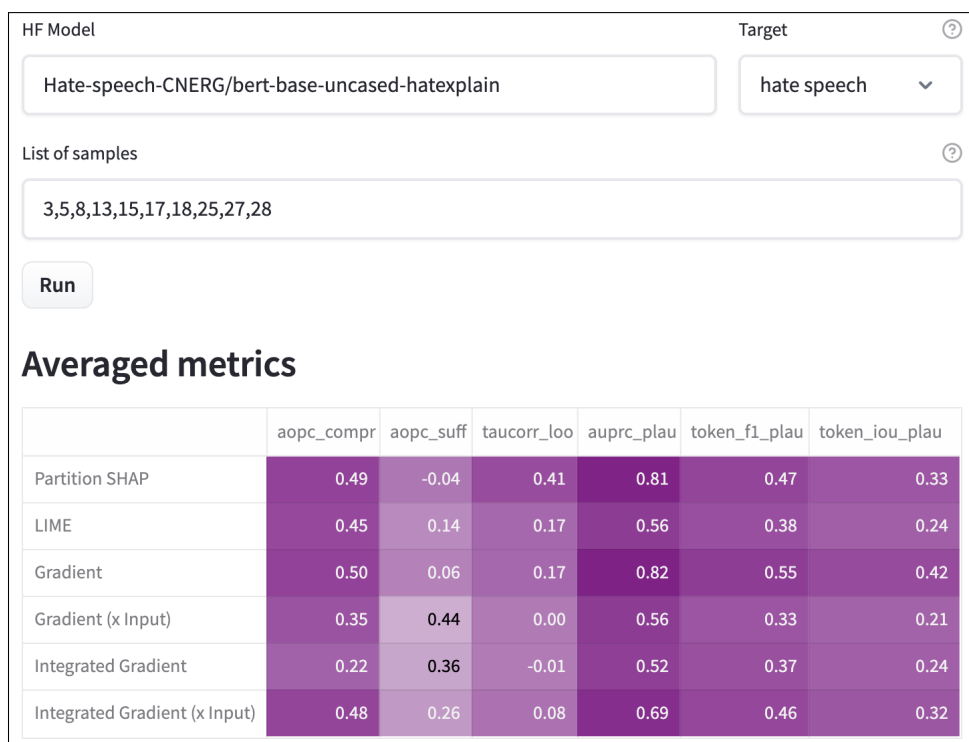 HF Model Target
Hate-speech-CNERG/bert-base-uncased-hatexplain hate speech
List of samples
3,5,8,13,15,17,18,25,27,28
Run
Averaged metrics
aopc_compr aopc_suff taucorr_loo auprc_plau token_f1_plau token_iou_plau
Partition SHAP 0.49 -0.04 0.41 0.81 0.47 0.33
LIME 0.45 0.14 0.17 0.56 0.38 0.24
Gradient 0.50 0.06 0.17 0.82 0.55 0.42
Gradient (x Input) 0.35 0.44 0.00 0.56 0.33 0.21
Integrated Gradient 0.22 0.36 -0.01 0.52 0.37 0.24
Integrated Gradient (x Input) 0.48 0.26 0.08 0.69 0.46 0.32